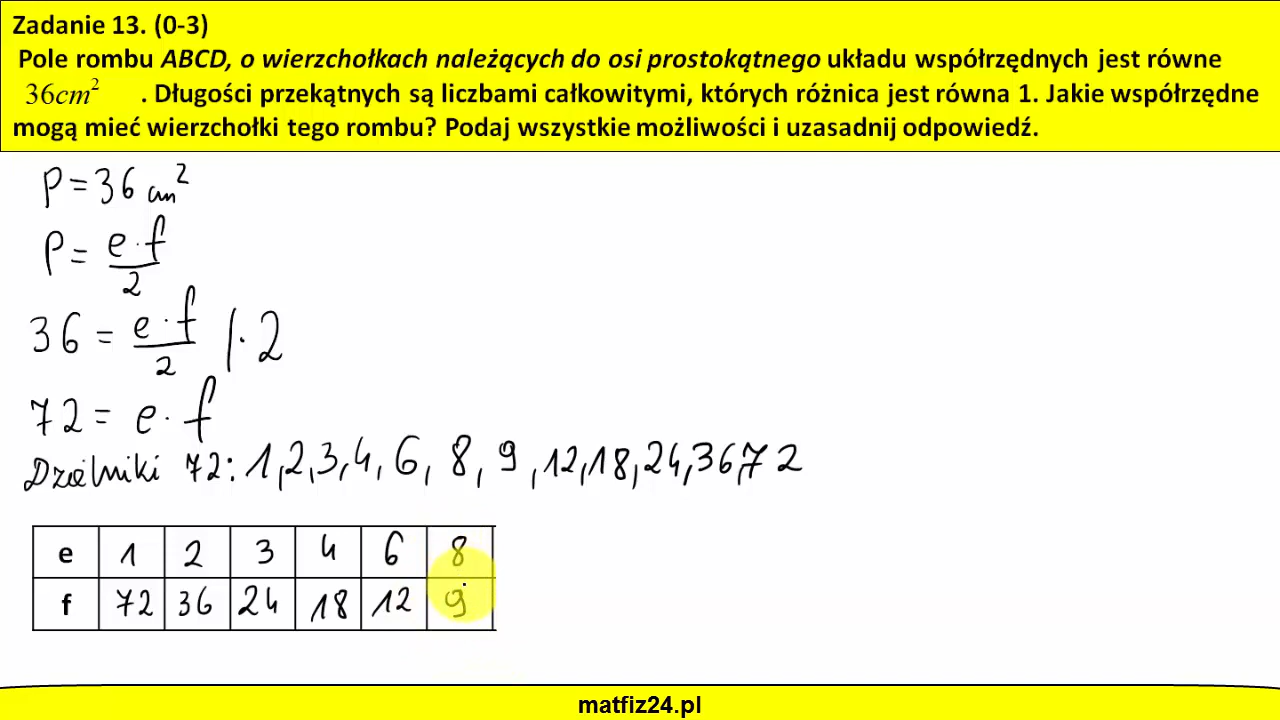 Zadanie 13. (0-3)
Pole rombu ABCD, o wierzchołkach należących do osi prostokątnego układu współrzędnych jest równe
36cm² . Długości przekątnych są liczbami całkowitymi, których różnica jest równa 1. Jakie współrzędne
mogą mieć wierzchołki tego rombu? Podaj wszystkie możliwości i uzasadnij odpowiedź.
P = 36 cm²
P = e·f/2
36 = e·f/2 |·2
72 = e·f
Dzielniki 72: 1,2,3,4, 6, 8, 9, 12,18,24,36,72
e 1 2 3 4 6 8
f 72 36 24 18 12 9
matfiz24.pl